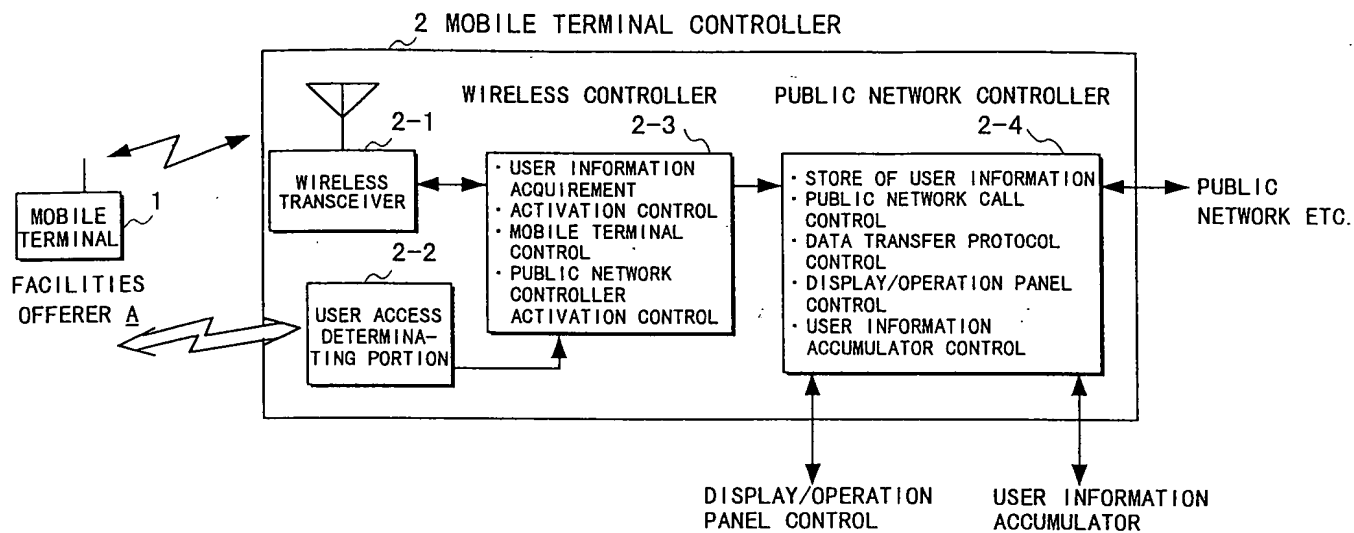 2 MOBILE TERMINAL CONTROLLER
WIRELESS CONTROLLER
PUBLIC NETWORK CONTROLLER
2-1
2-3
2-4
WIRELESS
TRANSCEIVER
MOBILE
TERMINAL
1
FACILITIES
OFFERER A
2-2
USER ACCESS
DETERMINA-
TING PORTION
· USER INFORMATION
ACQUIREMENT
· ACTIVATION CONTROL
· MOBILE TERMINAL
CONTROL
· PUBLIC NETWORK
CONTROLLER
ACTIVATION CONTROL
· STORE OF USER INFORMATION
· PUBLIC NETWORK CALL
CONTROL
· DATA TRANSFER PROTOCOL
CONTROL
· DISPLAY/OPERATION PANEL
CONTROL
· USER INFORMATION
ACCUMULATOR CONTROL
PUBLIC
NETWORK ETC.
DISPLAY/OPERATION
PANEL CONTROL
USER INFORMATION
ACCUMULATOR